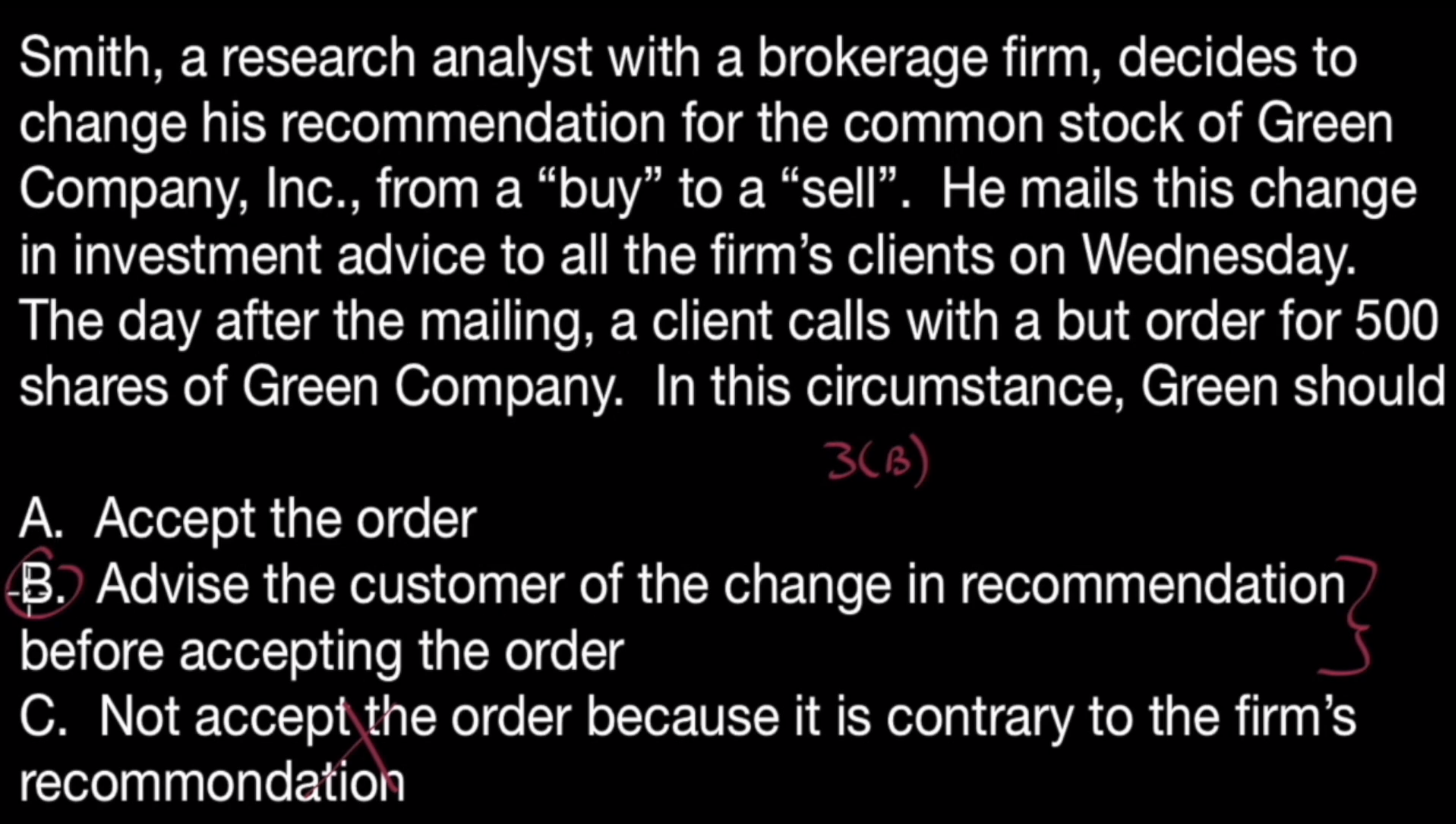 Smith, a research analyst with a brokerage firm, decides to
change his recommendation for the common stock of Green
Company, Inc., from a “buy” to a “sell”.  He mails this change
in investment advice to all the firm’s clients on Wednesday.
The day after the mailing, a client calls with a but order for 500
shares of Green Company.  In this circumstance, Green should
3(B)
A.  Accept the order
B.  Advise the customer of the change in recommendation
before accepting the order
C.  Not accept the order because it is contrary to the firm’s
recommondation